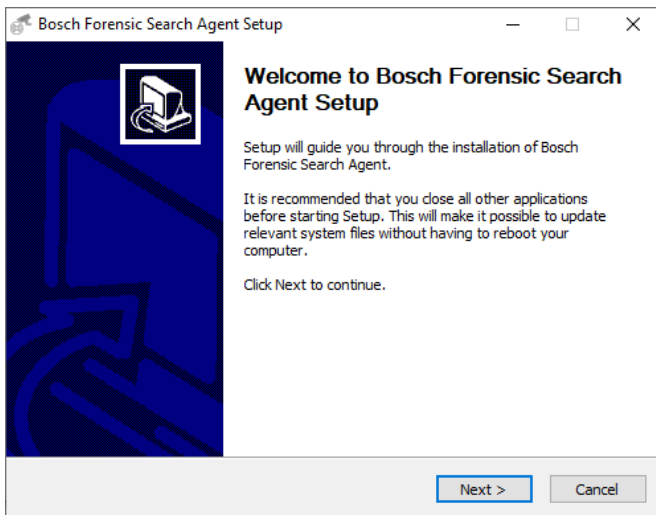 Bosch Forensic Search Agent Setup
Welcome to Bosch Forensic Search
Agent Setup
Setup will guide you through the installation of Bosch
Forensic Search Agent.
It is recommended that you close all other applications
before starting Setup. This will make it possible to update
relevant system files without having to reboot your
computer.
Click Next to continue.
Next >
Cancel